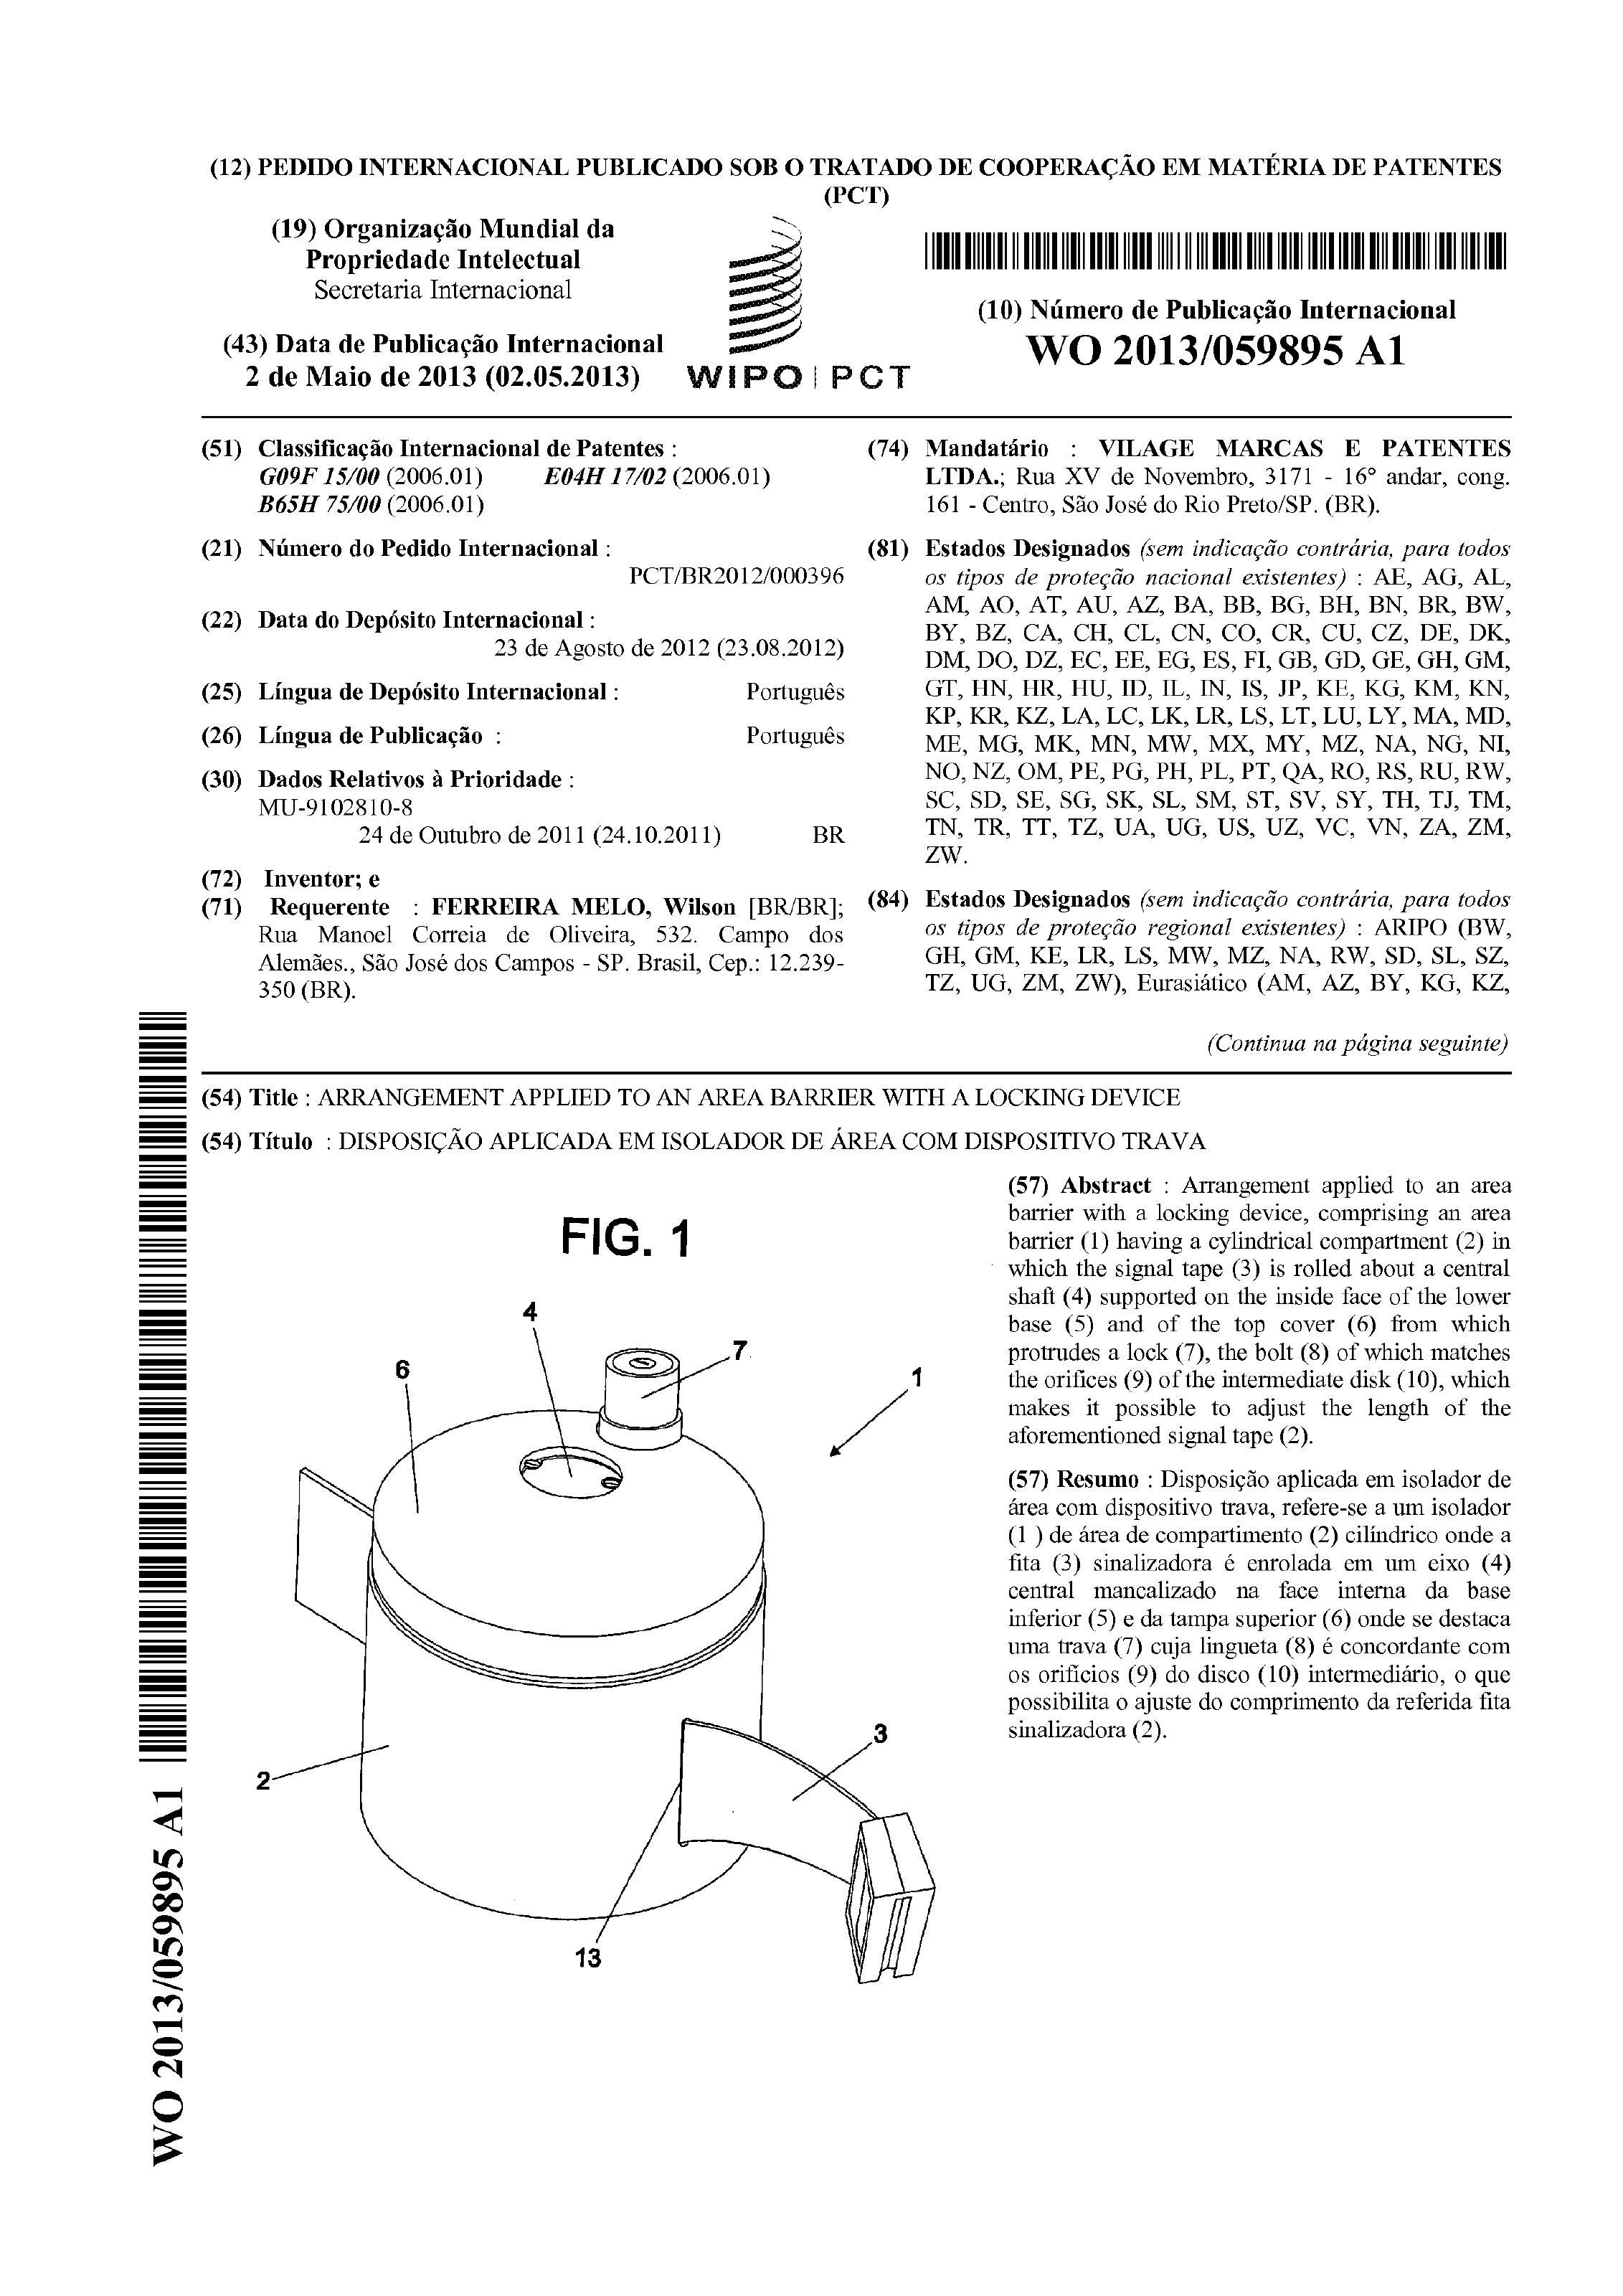 (12) PEDIDO INTERNACIONAL PUBLICADO SOB O TRATADO DE COOPERAÇÃO EM MATÉRIA DE PATENTES
(PCT)
(19) Organização Mundial da
Propriedade Intelectual
Secretaria Internacional
(43) Data de Publicação Internacional
2 de Maio de 2013 (02.05.2013)
WIPO | PCT
(10) Número de Publicação Internacional
WO 2013/059895 A1
(51) Classificação Internacional de Patentes :
G09F 15/00 (2006.01) E04H 17/02 (2006.01)
B65H 75/00 (2006.01)
(21) Número do Pedido Internacional :
PCT/BR2012/000396
(22) Data do Depósito Internacional :
23 de Agosto de 2012 (23.08.2012)
(25) Língua de Depósito Internacional : Português
(26) Língua de Publicação : Português
(30) Dados Relativos à Prioridade :
MU-9102810-8
24 de Outubro de 2011 (24.10.2011) BR
(72) Inventor; e
(71) Requerente : FERREIRA MELO, Wilson [BR/BR];
Rua Manoel Correia de Oliveira, 532. Campo dos
Alemães., São José dos Campos - SP. Brasil, Cep.: 12.239-
350 (BR).
(74) Mandatário : VILAGE MARCAS E PATENTES
LTDA.; Rua XV de Novembro, 3171 - 16° andar, cong.
161 - Centro, São José do Rio Preto/SP. (BR).
(81) Estados Designados (sem indicação contrária, para todos
os tipos de proteção nacional existentes) : AE, AG, AL,
AM, AO, AT, AU, AZ, BA, BB, BG, BH, BN, BR, BW,
BY, BZ, CA, CH, CL, CN, CO, CR, CU, CZ, DE, DK,
DM, DO, DZ, EC, EE, EG, ES, FI, GB, GD, GE, GH, GM,
GT, HN, HR, HU, ID, IL, IN, IS, JP, KE, KG, KM, KN,
KP, KR, KZ, LA, LC, LK, LR, LS, LT, LU, LY, MA, MD,
ME, MG, MK, MN, MW, MX, MY, MZ, NA, NG, NI,
NO, NZ, OM, PE, PG, PH, PL, PT, QA, RO, RS, RU, RW,
SC, SD, SE, SG, SK, SL, SM, ST, SV, SY, TH, TJ, TM,
TN, TR, TT, TZ, UA, UG, US, UZ, VC, VN, ZA, ZM,
ZW.
(84) Estados Designados (sem indicação contrária, para todos
os tipos de proteção regional existentes) : ARIPO (BW,
GH, GM, KE, LR, LS, MW, MZ, NA, RW, SD, SL, SZ,
TZ, UG, ZM, ZW), Eurasiático (AM, AZ, BY, KG, KZ,
(Continua na página seguinte)
(54) Title : ARRANGEMENT APPLIED TO AN AREA BARRIER WITH A LOCKING DEVICE
(54) Título : DISPOSIÇÃO APLICADA EM ISOLADOR DE ÁREA COM DISPOSITIVO TRAVA
FIG. 1
4
7
6
1
3
2
13
(57) Abstract : Arrangement applied to an area
barrier with a locking device, comprising an area
barrier (1) having a cylindrical compartment (2) in
which the signal tape (3) is rolled about a central
shaft (4) supported on the inside face of the lower
base (5) and of the top cover (6) from which
protrudes a lock (7), the bolt (8) of which matches
the orifices (9) of the intermediate disk (10), which
makes it possible to adjust the length of the
aforementioned signal tape (2).
(57) Resumo : Disposição aplicada em isolador de
área com dispositivo trava, refere-se a um isolador
(1 ) de área de compartimento (2) cilíndrico onde a
fita (3) sinalizadora é enrolada em um eixo (4)
central mancalizado na face interna da base
inferior (5) e da tampa superior (6) onde se destaca
uma trava (7) cuja lingueta (8) é concordante com
os orifícios (9) do disco (10) intermediário, o que
possibilita o ajuste do comprimento da referida fita
sinalizadora (2).
WO 2013/059895 A1